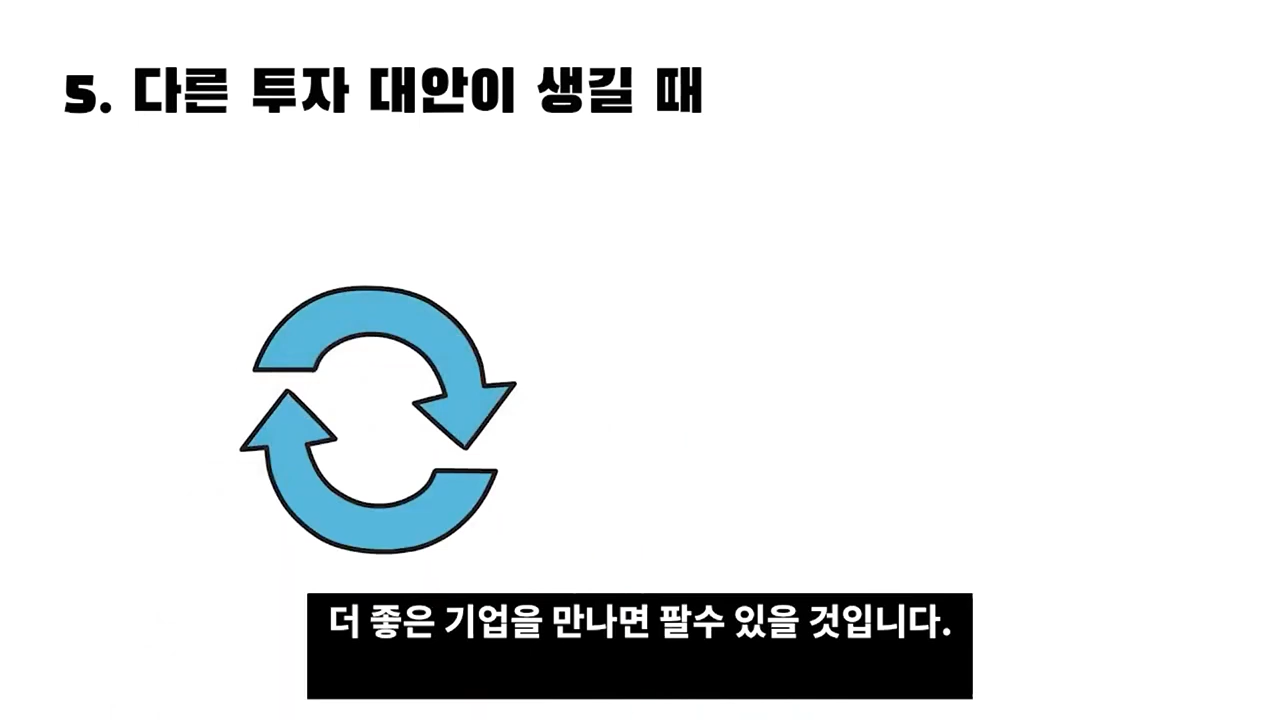 5. 다른 투자 대안이 생길 때
더 좋은 기업을 만나면 팔수 있을 것입니다.